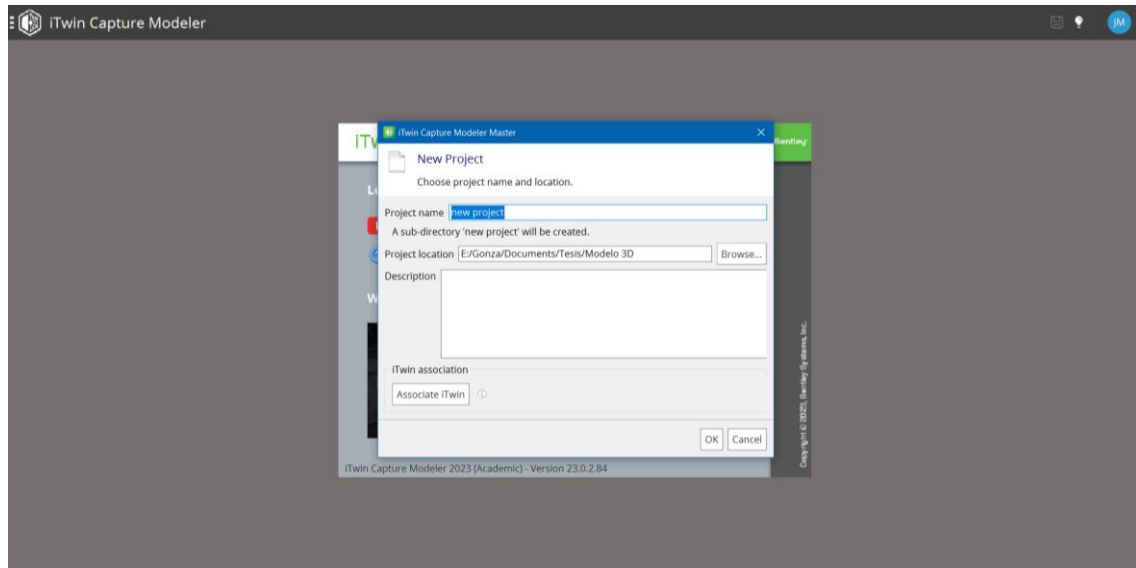 iTwin Capture Modeler
JM
iTwin Capture Modeler Master
New Project
Choose project name and location.
Project name new project
A sub-directory 'new project' will be created.
Project location E:/Gonza/Documents/Tesis/Modelo 3D Browse...
Description
iTwin association
Associate iTwin
OK Cancel
iTw
Bentley
Le
W
Copyright © 2023, Bentley Systems, Inc.
iTwin Capture Modeler 2023 (Academic) - Version 23.0.2.84